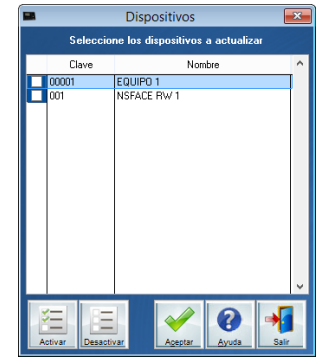 Dispositivos
Seleccione los dispositivos a actualizar
Clave Nombre
00001 EQUIPO 1
001 NSFACE RW 1
Activar Desactivar Aceptar Ayuda Salir